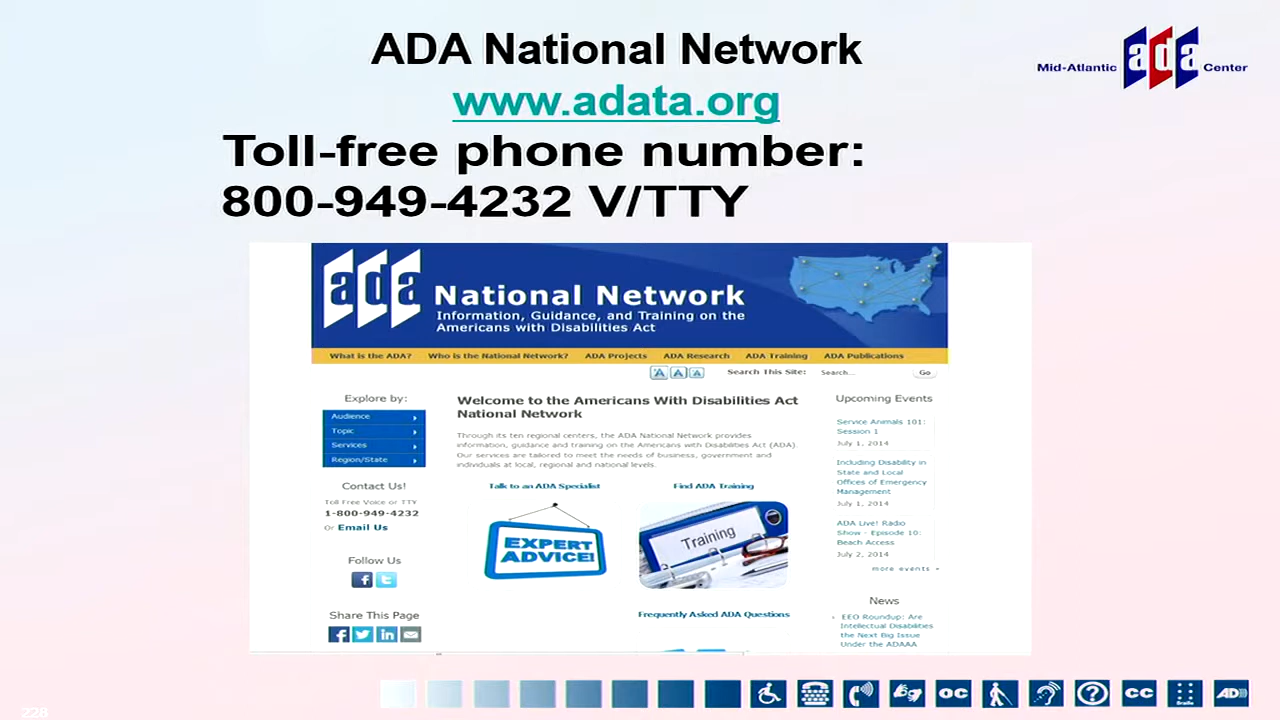 ADA National Network
www.adata.org
Toll-free phone number:
800-949-4232 V/TTY
Mid-Atlantic ada Center
ada National Network
Information, Guidance, and Training on the
Americans with Disabilities Act
What is the ADA? Who is the National Network? ADA Projects ADA Research ADA Training ADA Publications
A A A Search This Site: Search... Go
Explore by:
Audience
Topic
Services
Region/State
Contact Us!
Toll Free Voice or TTY
1-800-949-4232
Or Email Us
Follow Us
Share This Page
Welcome to the Americans With Disabilities Act
National Network
Through its ten regional centers, the ADA National Network provides
information, guidance and training on the Americans with Disabilities Act (ADA).
Our services are tailored to meet the needs of business, government and
individuals at local, regional and national levels.
Talk to an ADA Specialist
EXPERT
ADVICE!
Find ADA Training
Training
Frequently Asked ADA Questions
Upcoming Events
Service Animals 101:
Session 1
July 1, 2014
Including Disability in
State and Local
Offices of Emergency
Management
July 1, 2014
ADA Live! Radio
Show - Episode 10:
Beach Access
July 2, 2014
more events
News
EEO Roundup: Are
Intellectual Disabilities
the Next Big Issue
Under the ADAAA
OC
?
CC
Braille
AD
228